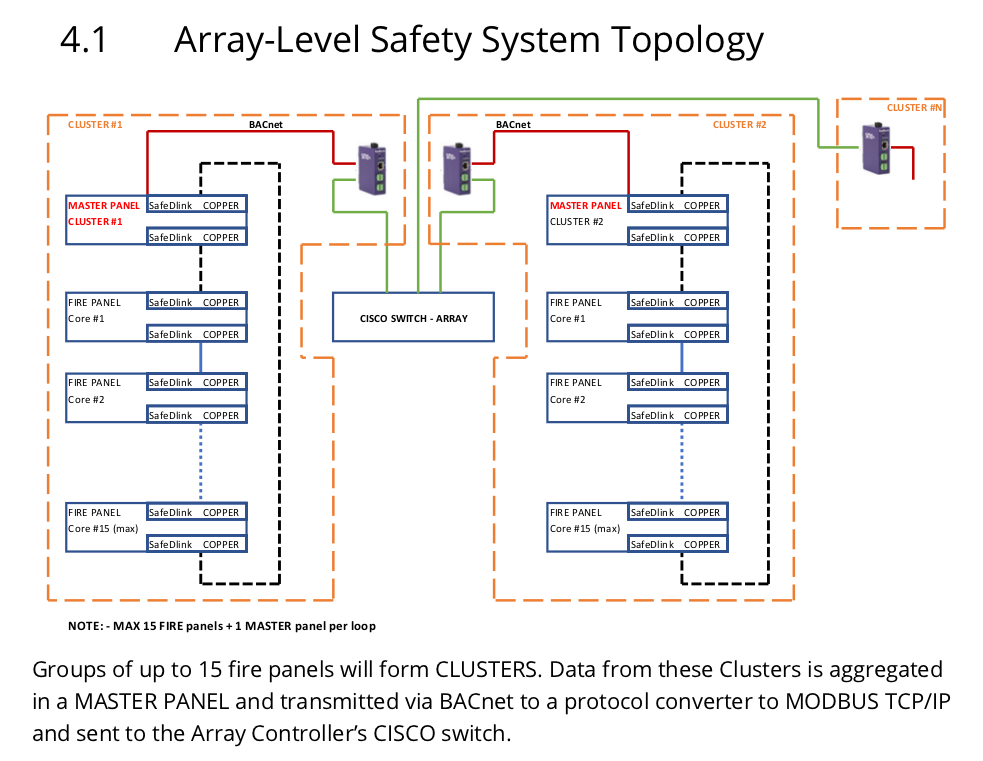 4.1 Array-Level Safety System Topology
CLUSTER #1
BACnet
MASTER PANEL
CLUSTER #1
SafeDlink COPPER
SafeDlink COPPER
FIRE PANEL
Core #1
SafeDlink COPPER
SafeDlink COPPER
FIRE PANEL
Core #2
SafeDlink COPPER
SafeDlink COPPER
FIRE PANEL
Core #15 (max)
SafeDlink COPPER
SafeDlink COPPER
CISCO SWITCH - ARRAY
BACnet
CLUSTER #2
MASTER PANEL
CLUSTER #2
SafeDlink COPPER
SafeDlink COPPER
FIRE PANEL
Core #1
SafeDlink COPPER
SafeDlink COPPER
FIRE PANEL
Core #2
SafeDlink COPPER
SafeDlink COPPER
FIRE PANEL
Core #15 (max)
SafeDlink COPPER
SafeDlink COPPER
CLUSTER #N
NOTE: - MAX 15 FIRE panels + 1 MASTER panel per loop
Groups of up to 15 fire panels will form CLUSTERS. Data from these Clusters is aggregated
in a MASTER PANEL and transmitted via BACnet to a protocol converter to MODBUS TCP/IP
and sent to the Array Controller’s CISCO switch.